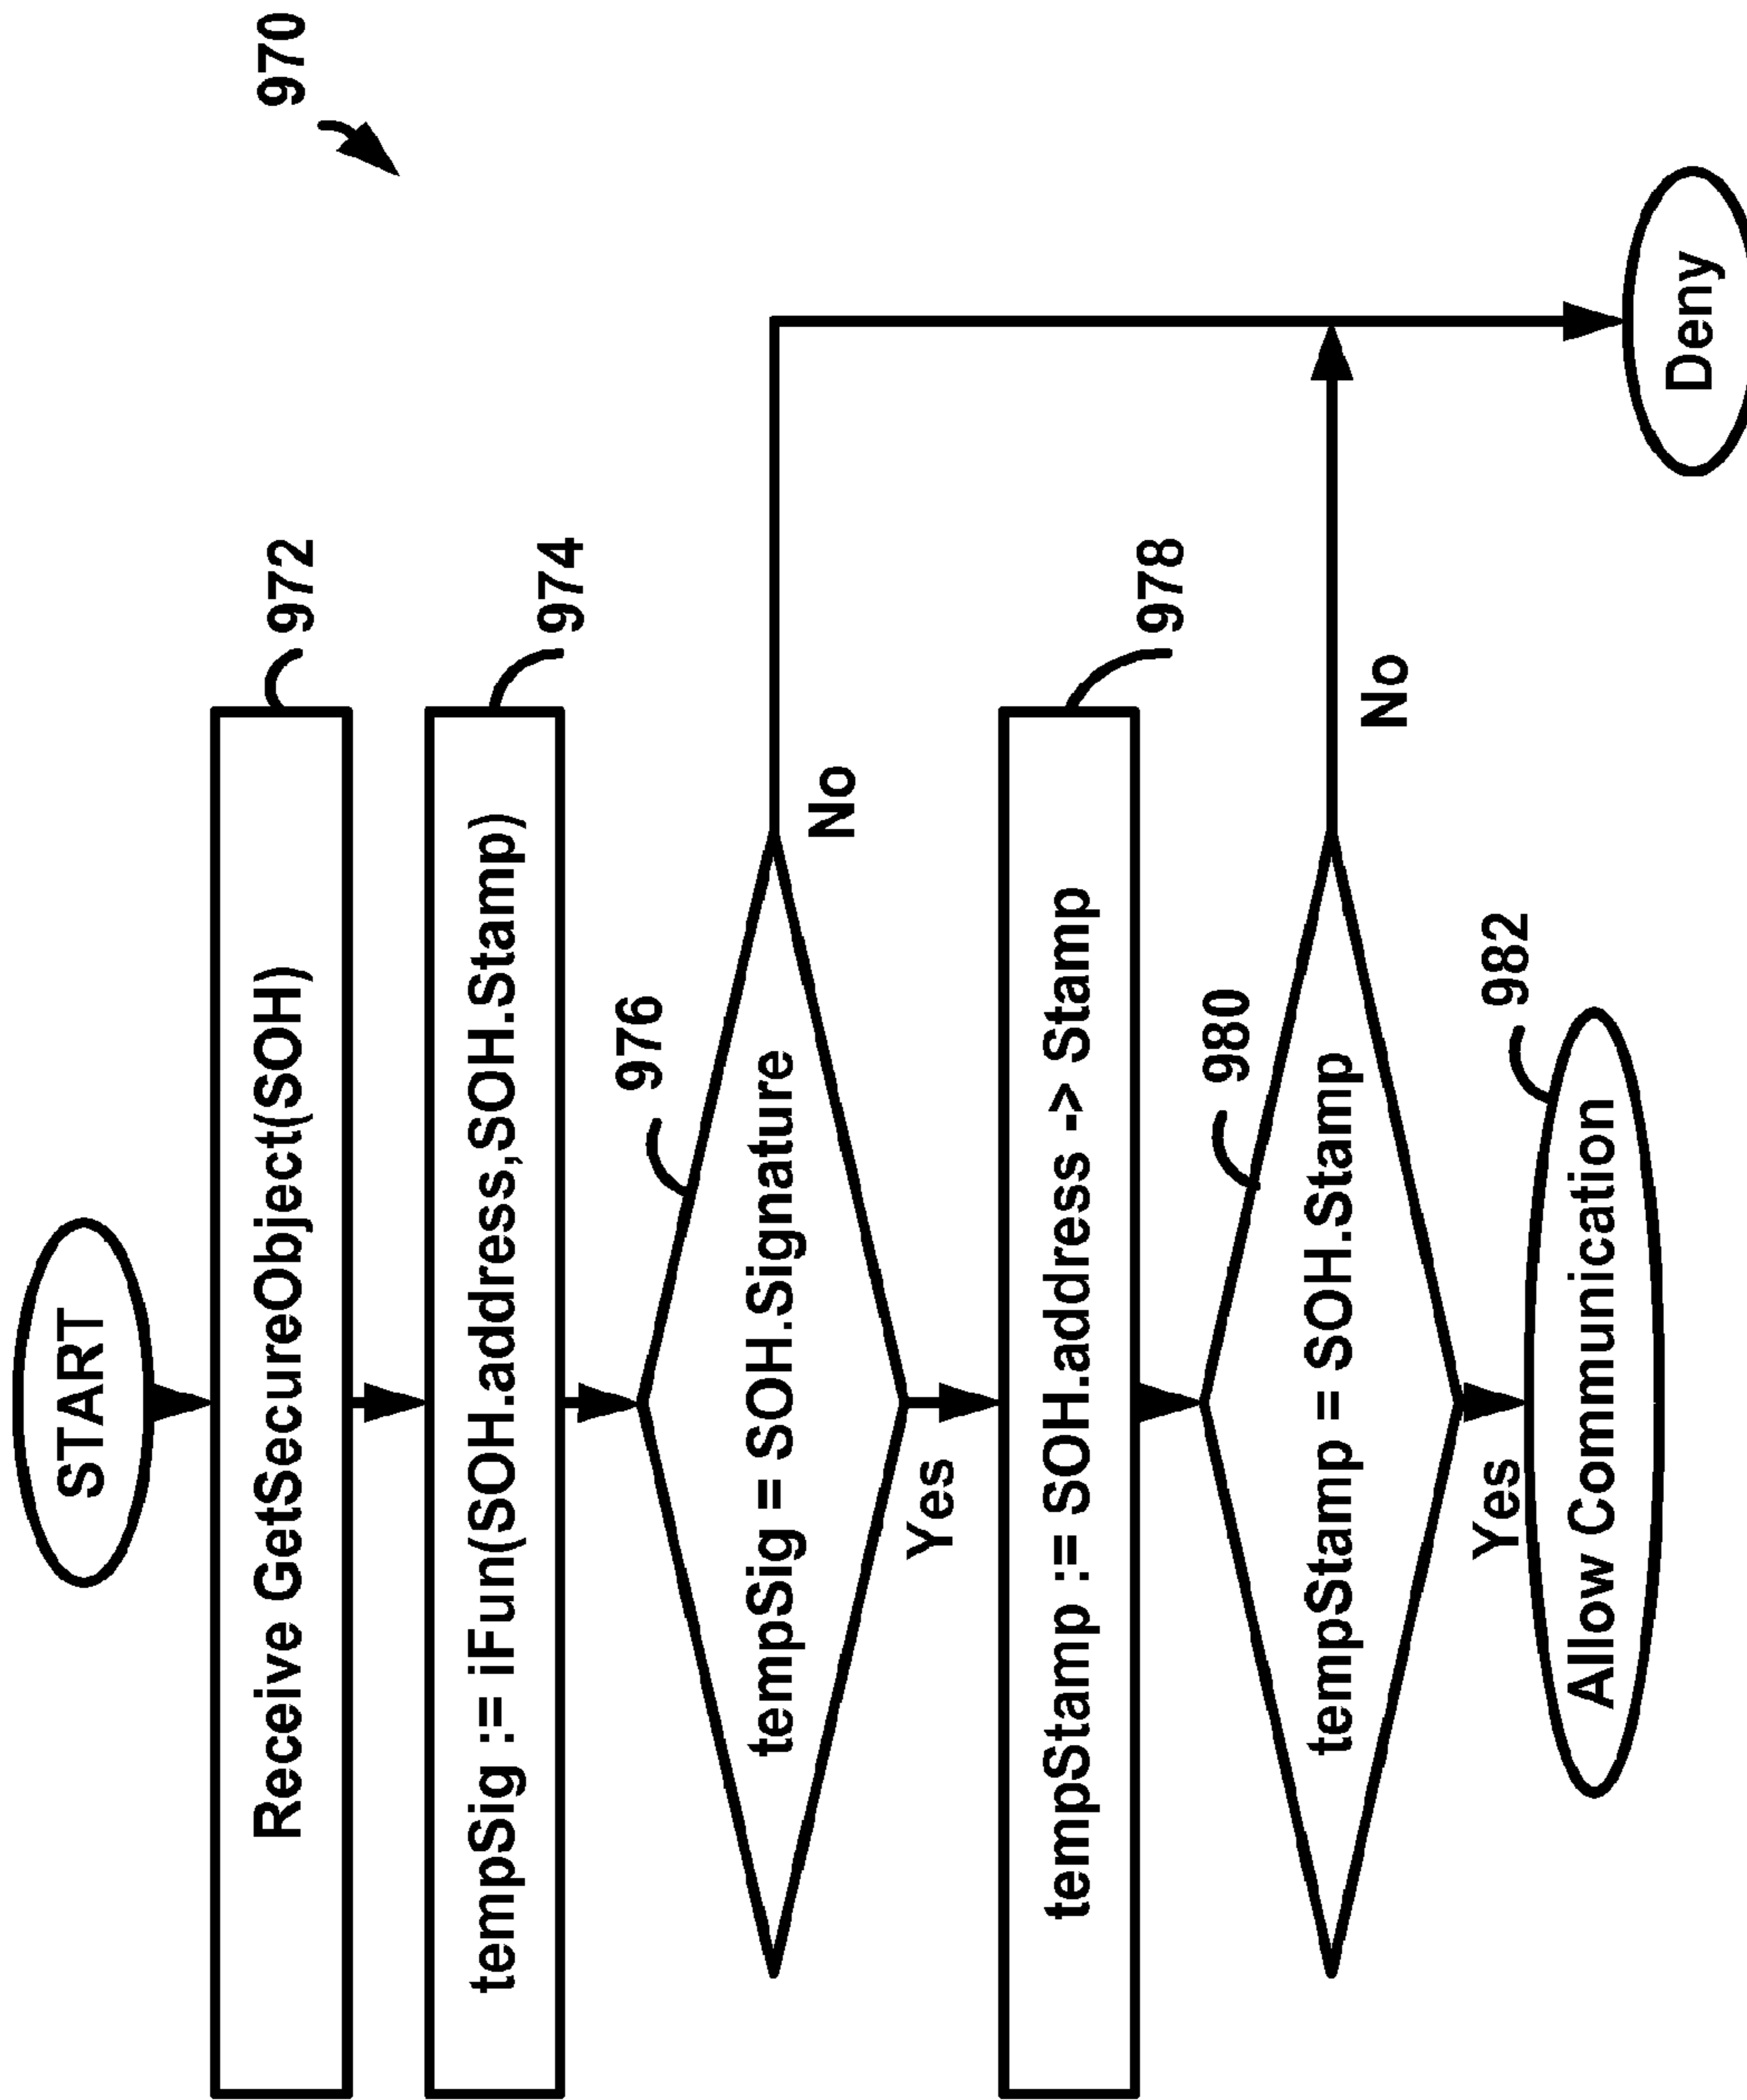 970
START
Receive GetSecureObject(SOH)
972
tempSig := iFun(SOH.address,SOH.Stamp)
974
976
tempSig = SOH.Signature
No
Yes
tempStamp := SOH.address -> Stamp
978
980
tempStamp = SOH.Stamp
No
Yes
982
Allow Communication
Deny